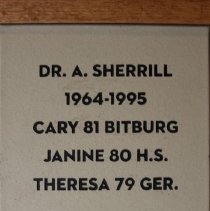 DR. A. SHERRILL
1964-1995
CARY 81 BITBURG
JANINE 80 H.S.
THERESA 79 GER.